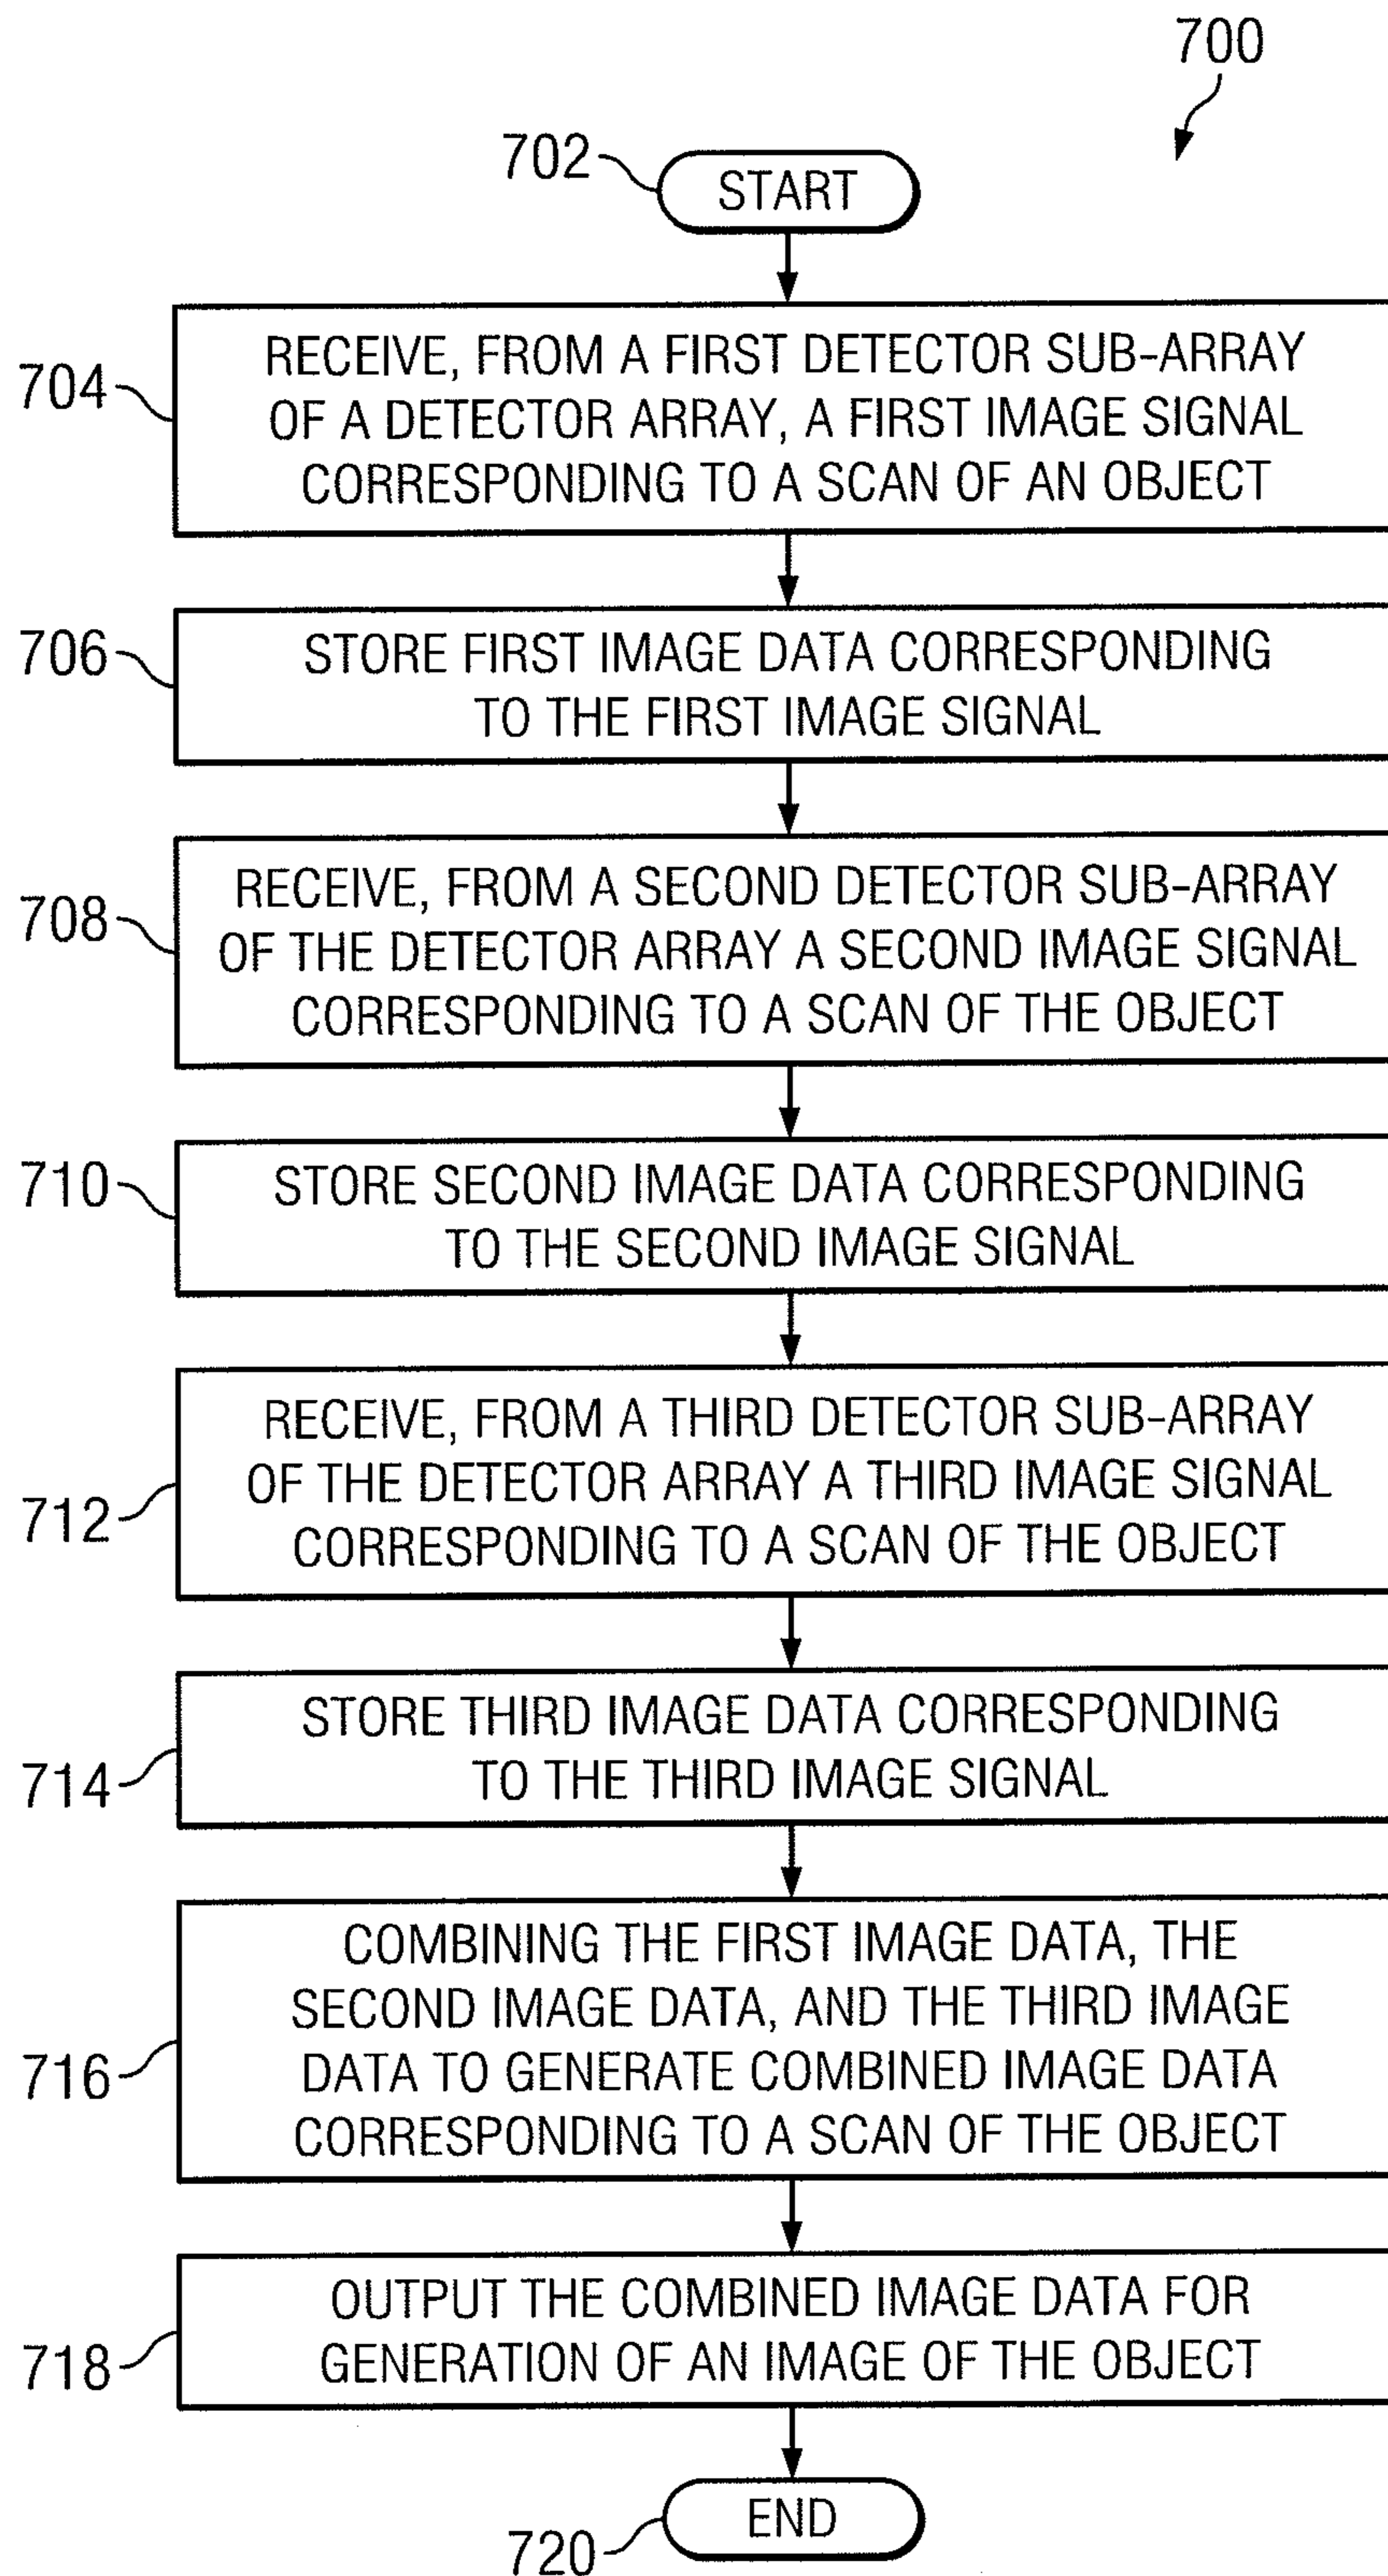 700
702
START
704
RECEIVE, FROM A FIRST DETECTOR SUB-ARRAY
OF A DETECTOR ARRAY, A FIRST IMAGE SIGNAL
CORRESPONDING TO A SCAN OF AN OBJECT
706
STORE FIRST IMAGE DATA CORRESPONDING
TO THE FIRST IMAGE SIGNAL
708
RECEIVE, FROM A SECOND DETECTOR SUB-ARRAY
OF THE DETECTOR ARRAY A SECOND IMAGE SIGNAL
CORRESPONDING TO A SCAN OF THE OBJECT
710
STORE SECOND IMAGE DATA CORRESPONDING
TO THE SECOND IMAGE SIGNAL
712
RECEIVE, FROM A THIRD DETECTOR SUB-ARRAY
OF THE DETECTOR ARRAY A THIRD IMAGE SIGNAL
CORRESPONDING TO A SCAN OF THE OBJECT
714
STORE THIRD IMAGE DATA CORRESPONDING
TO THE THIRD IMAGE SIGNAL
716
COMBINING THE FIRST IMAGE DATA, THE
SECOND IMAGE DATA, AND THE THIRD IMAGE
DATA TO GENERATE COMBINED IMAGE DATA
CORRESPONDING TO A SCAN OF THE OBJECT
718
OUTPUT THE COMBINED IMAGE DATA FOR
GENERATION OF AN IMAGE OF THE OBJECT
720
END